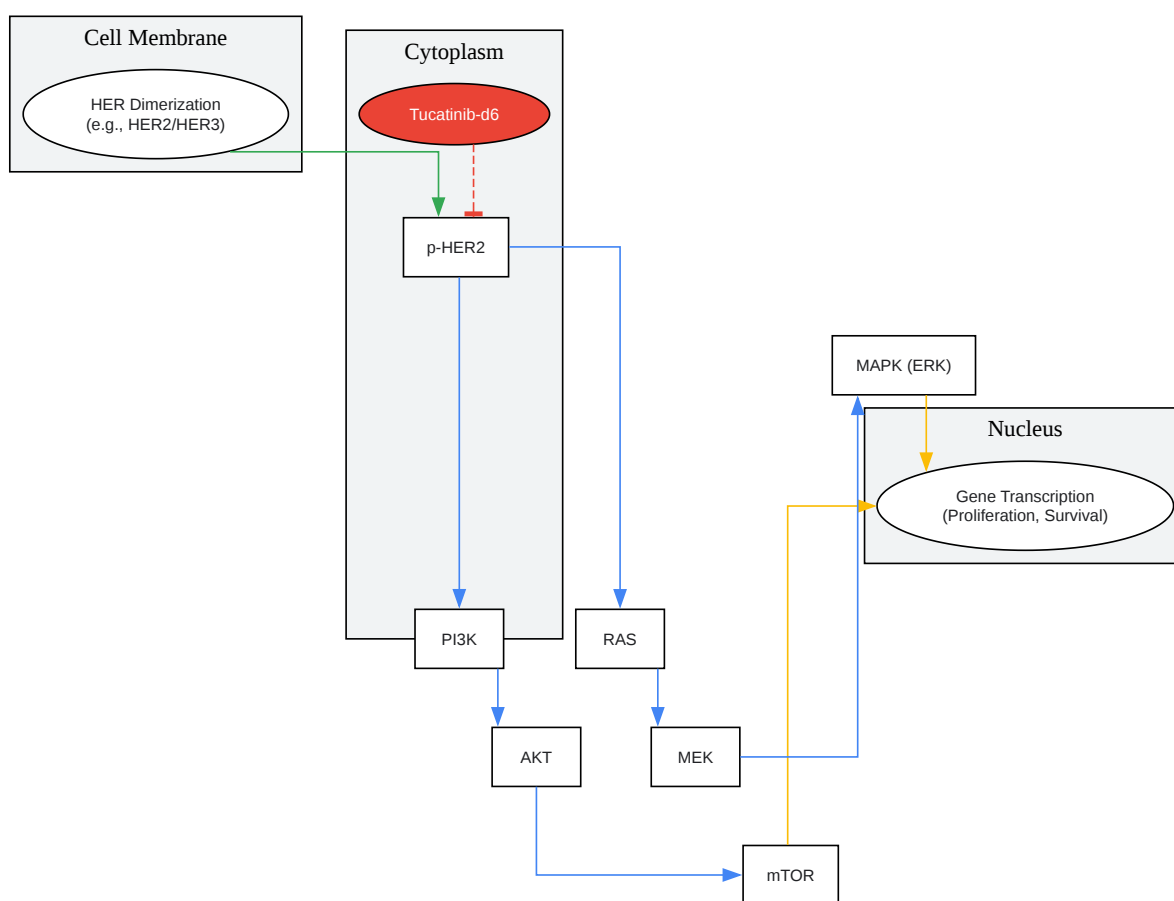 Cell Membrane
HER Dimerization
(e.g., HER2/HER3)
Cytoplasm
Tucatinib-d6
p-HER2
MAPK (ERK)
Nucleus
Gene Transcription
(Proliferation, Survival)
PI3K
RAS
AKT
MEK
mTOR